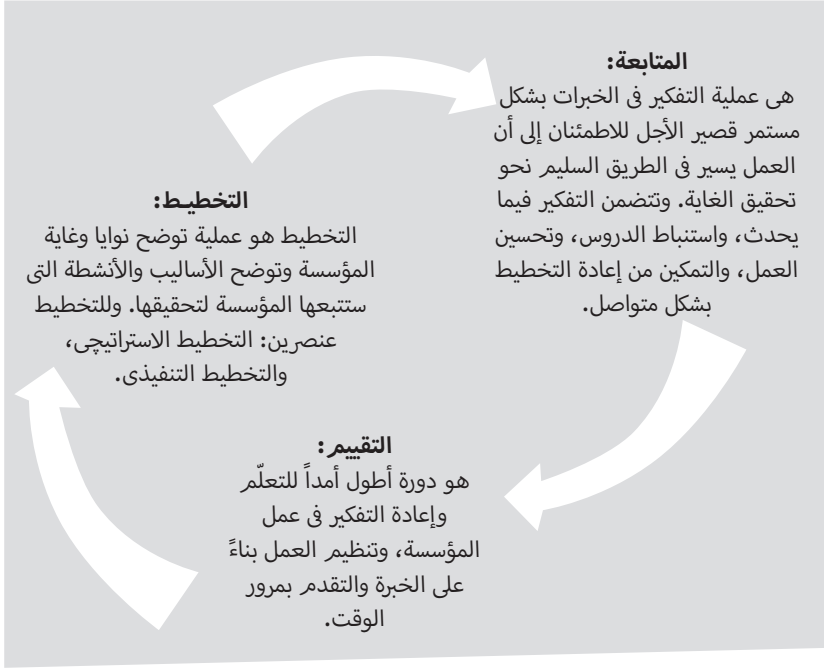 المتابعة:
هى عملية التفكير فى الخبرات بشكل
مستمر قصير الأجل للاطمئنان إلى أن
العمل يسير فى الطريق السليم نحو
تحقيق الغاية. وتتضمن التفكير فيما
يحدث، واستنباط الدروس، وتحسين
العمل، والتمكين من إعادة التخطيط
بشكل متواصل.
التخطيـط:
التخطيط هو عملية توضح نوايا وغاية
المؤسسة وتوضح الأساليب والأنشطة التى
ستتبعها المؤسسة لتحقيقها. وللتخطيط
عنصرين: التخطيط الاستراتيچى،
والتخطيط التنفيذى.
التقييم:
هو دورة أطول أمداً للتعلّم
وإعادة التفكير فى عمل
المؤسسة، وتنظيم العمل بناءً
على الخبرة والتقدم بمرور
الوقت.